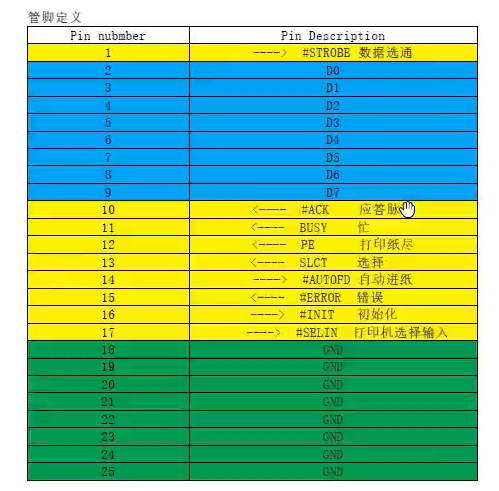 管脚定义
Pin nubmber Pin Description
1 ----> #STROBE 数据选通
2 D0
3 D1
4 D2
5 D3
6 D4
7 D5
8 D6
9 D7
10 <---- #ACK 应答脉
11 <---- BUSY 忙
12 <---- PE 打印纸尽
13 <---- SLCT 选择
14 ----> #AUTOFD 自动进纸
15 <---- #ERROR 错误
16 ----> #INIT 初始化
17 ----> #SELIN 打印机选择输入
18 GND
19 GND
20 GND
21 GND
22 GND
23 GND
24 GND
25 GND